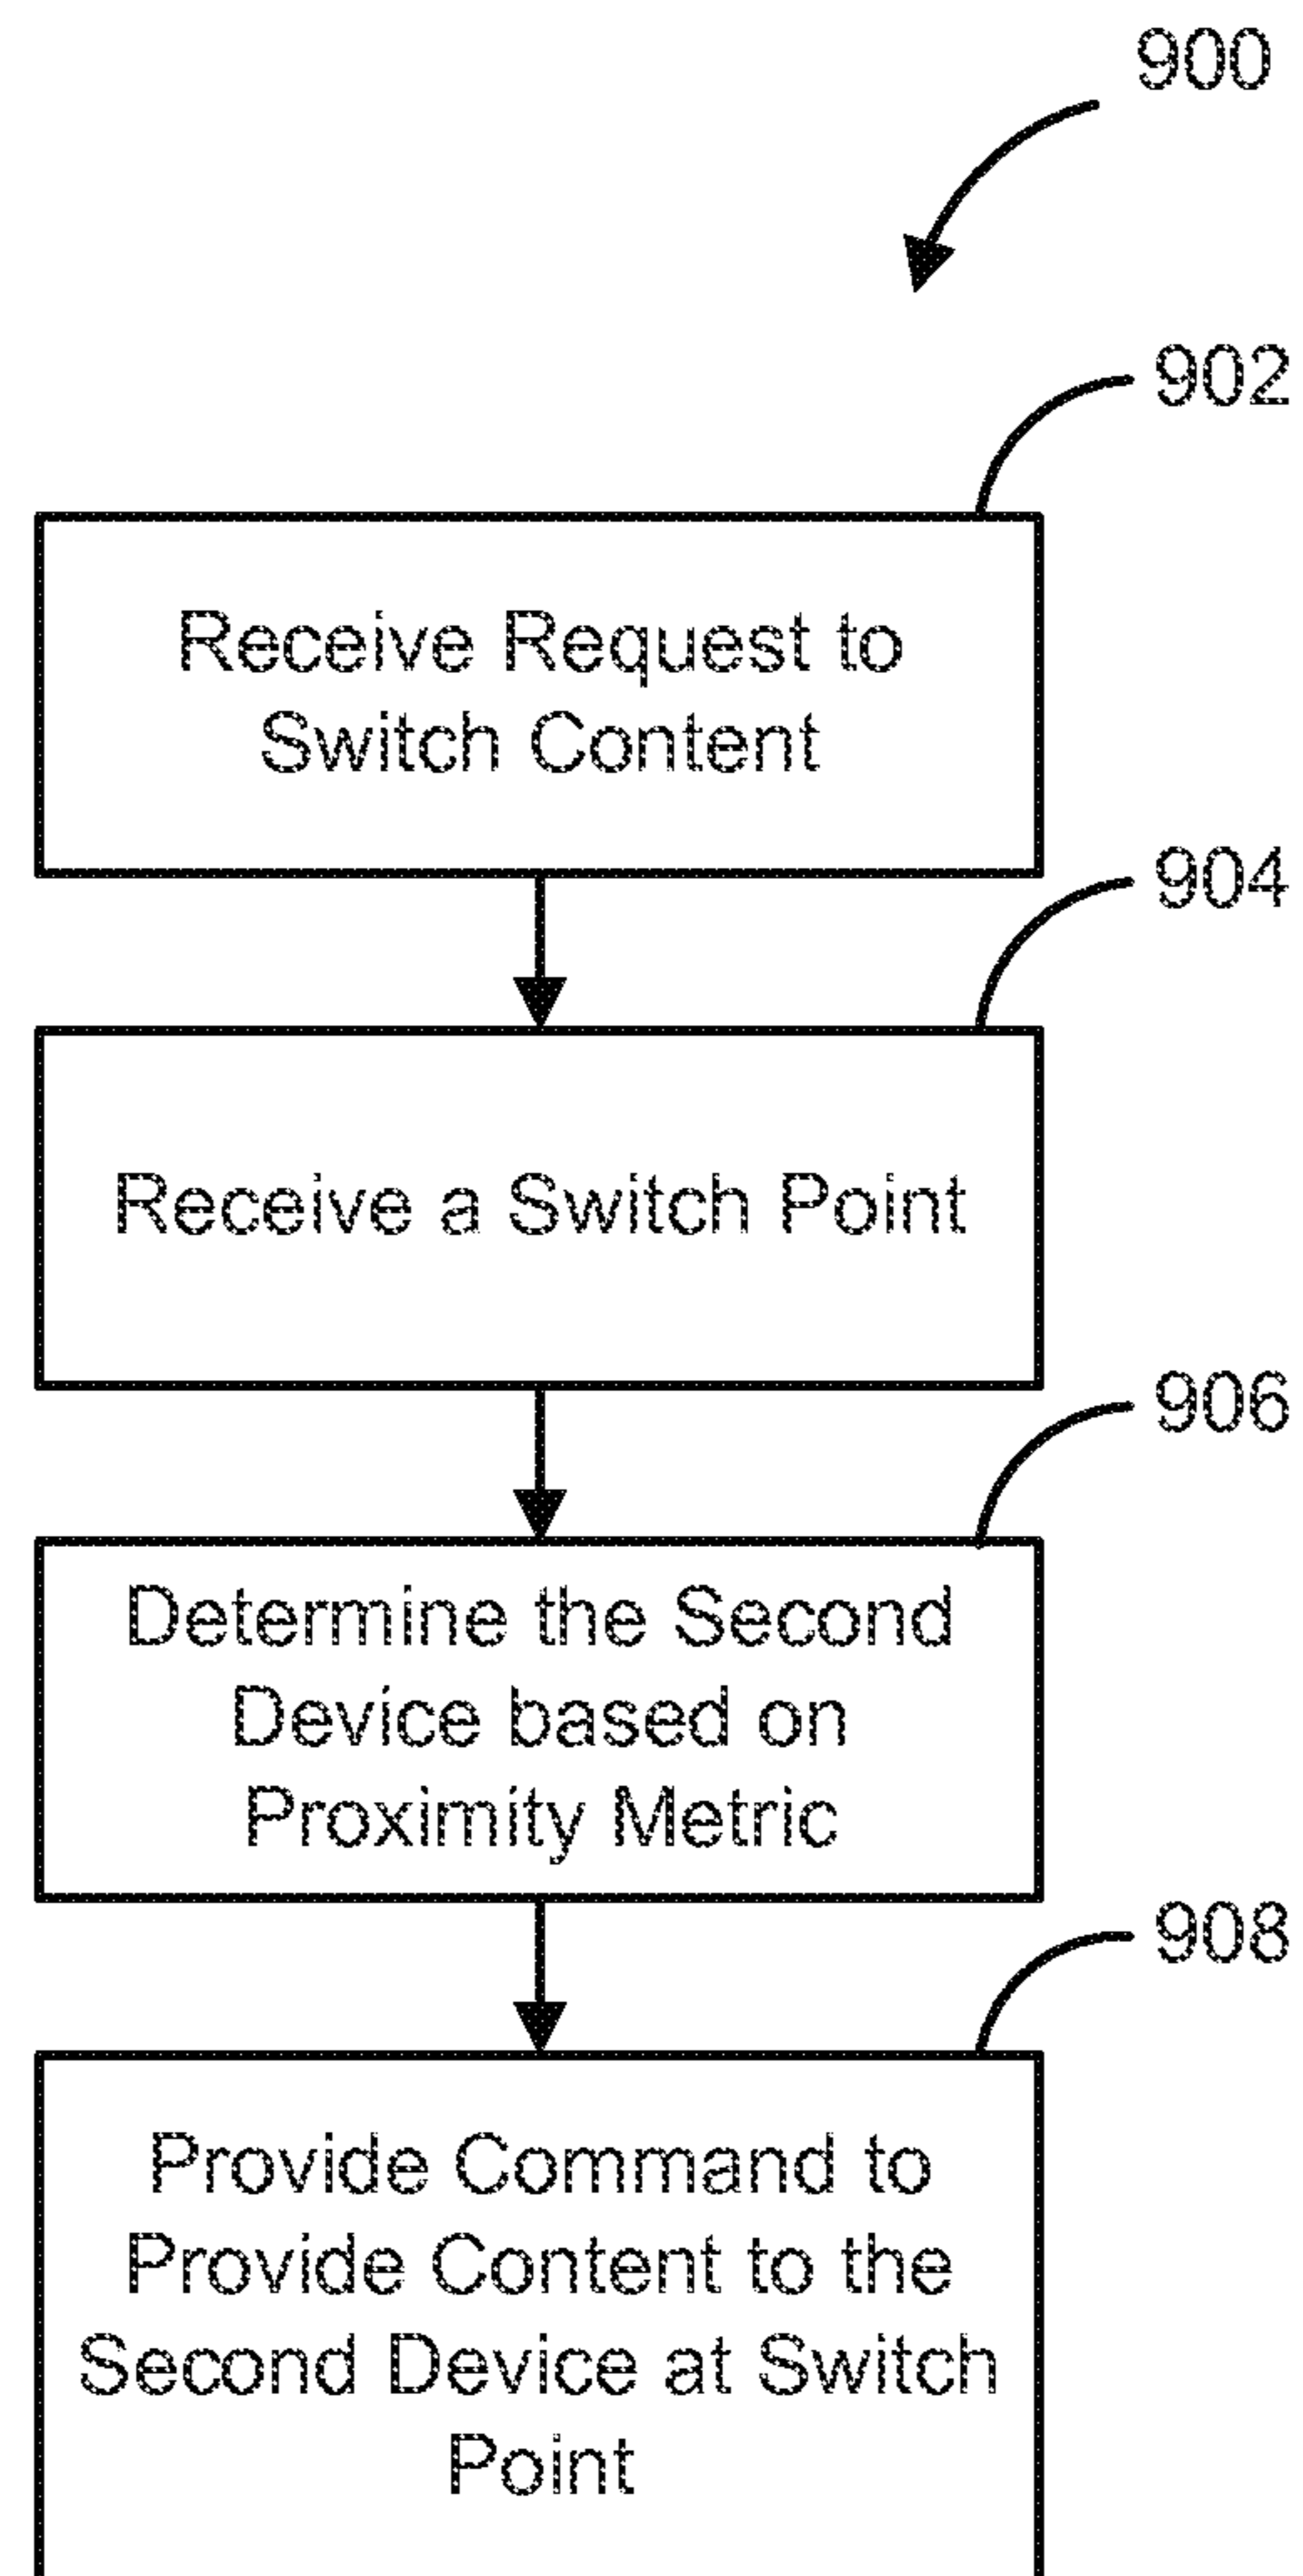 900
902
Receive Request to
Switch Content
904
Receive a Switch Point
906
Determine the Second
Device based on
Proximity Metric
908
Provide Command to
Provide Content to the
Second Device at Switch
Point